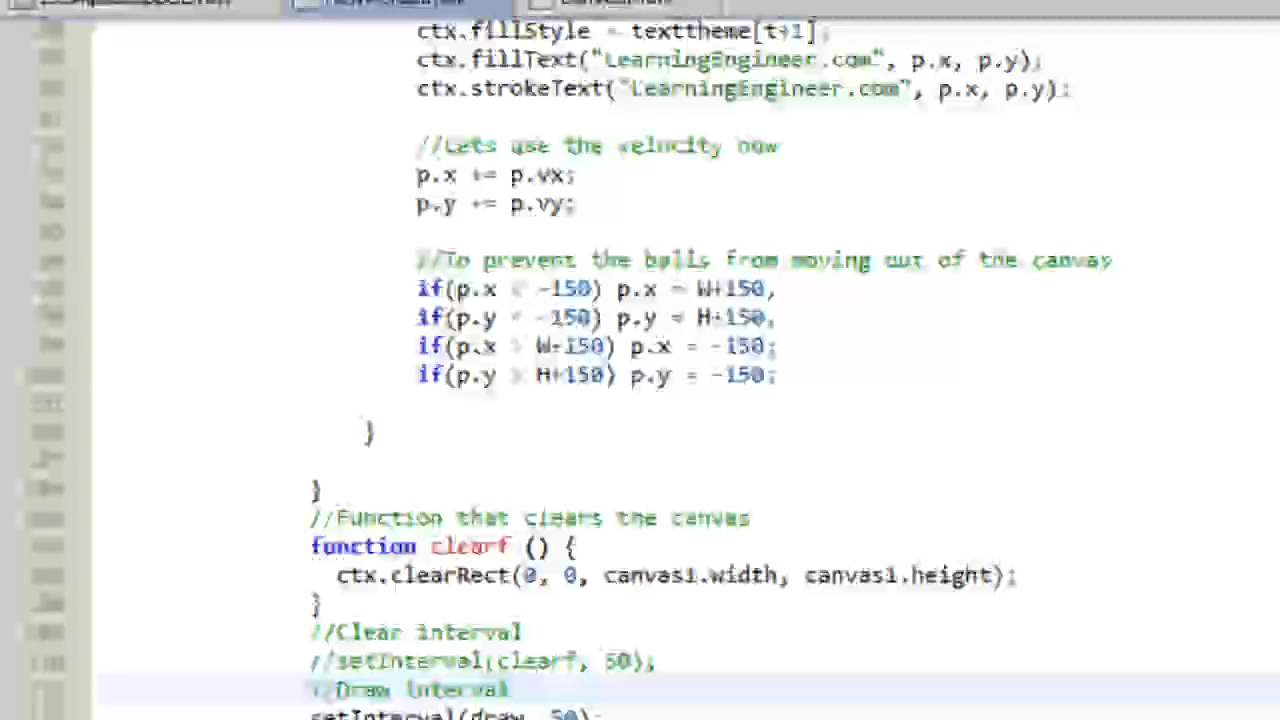 ctx.fillStyle = texttheme[t+1];
ctx.fillText("LearningEngineer.com", p.x, p.y);
ctx.strokeText("LearningEngineer.com", p.x, p.y);
//Lets use the velocity now
p.x += p.vx;
p.y += p.vy;
//To prevent the balls from moving out of the canvas
if(p.x < -150) p.x = W+150;
if(p.y < -150) p.y = H+150;
if(p.x > W+150) p.x = -150;
if(p.y > H+150) p.y = -150;
}
}
//Function that clears the canvas
function clearf () {
ctx.clearRect(0, 0, canvas1.width, canvas1.height);
}
//Clear interval
//setInterval(clearf, 50);
//Draw interval
setInterval(draw, 50);